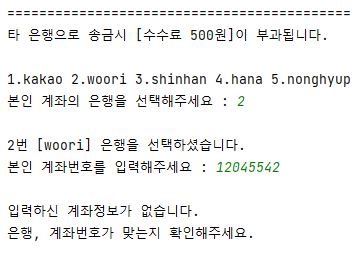 ============================================
타 은행으로 송금시 [수수료 500원]이 부과됩니다.
1.kakao 2.woori 3.shinhan 4.hana 5.nonghyup
본인 계좌의 은행을 선택해주세요 : 2
2번 [woori] 은행을 선택하셨습니다.
본인 계좌번호를 입력해주세요 : 12045542
입력하신 계좌정보가 없습니다.
은행, 계좌번호가 맞는지 확인해주세요.